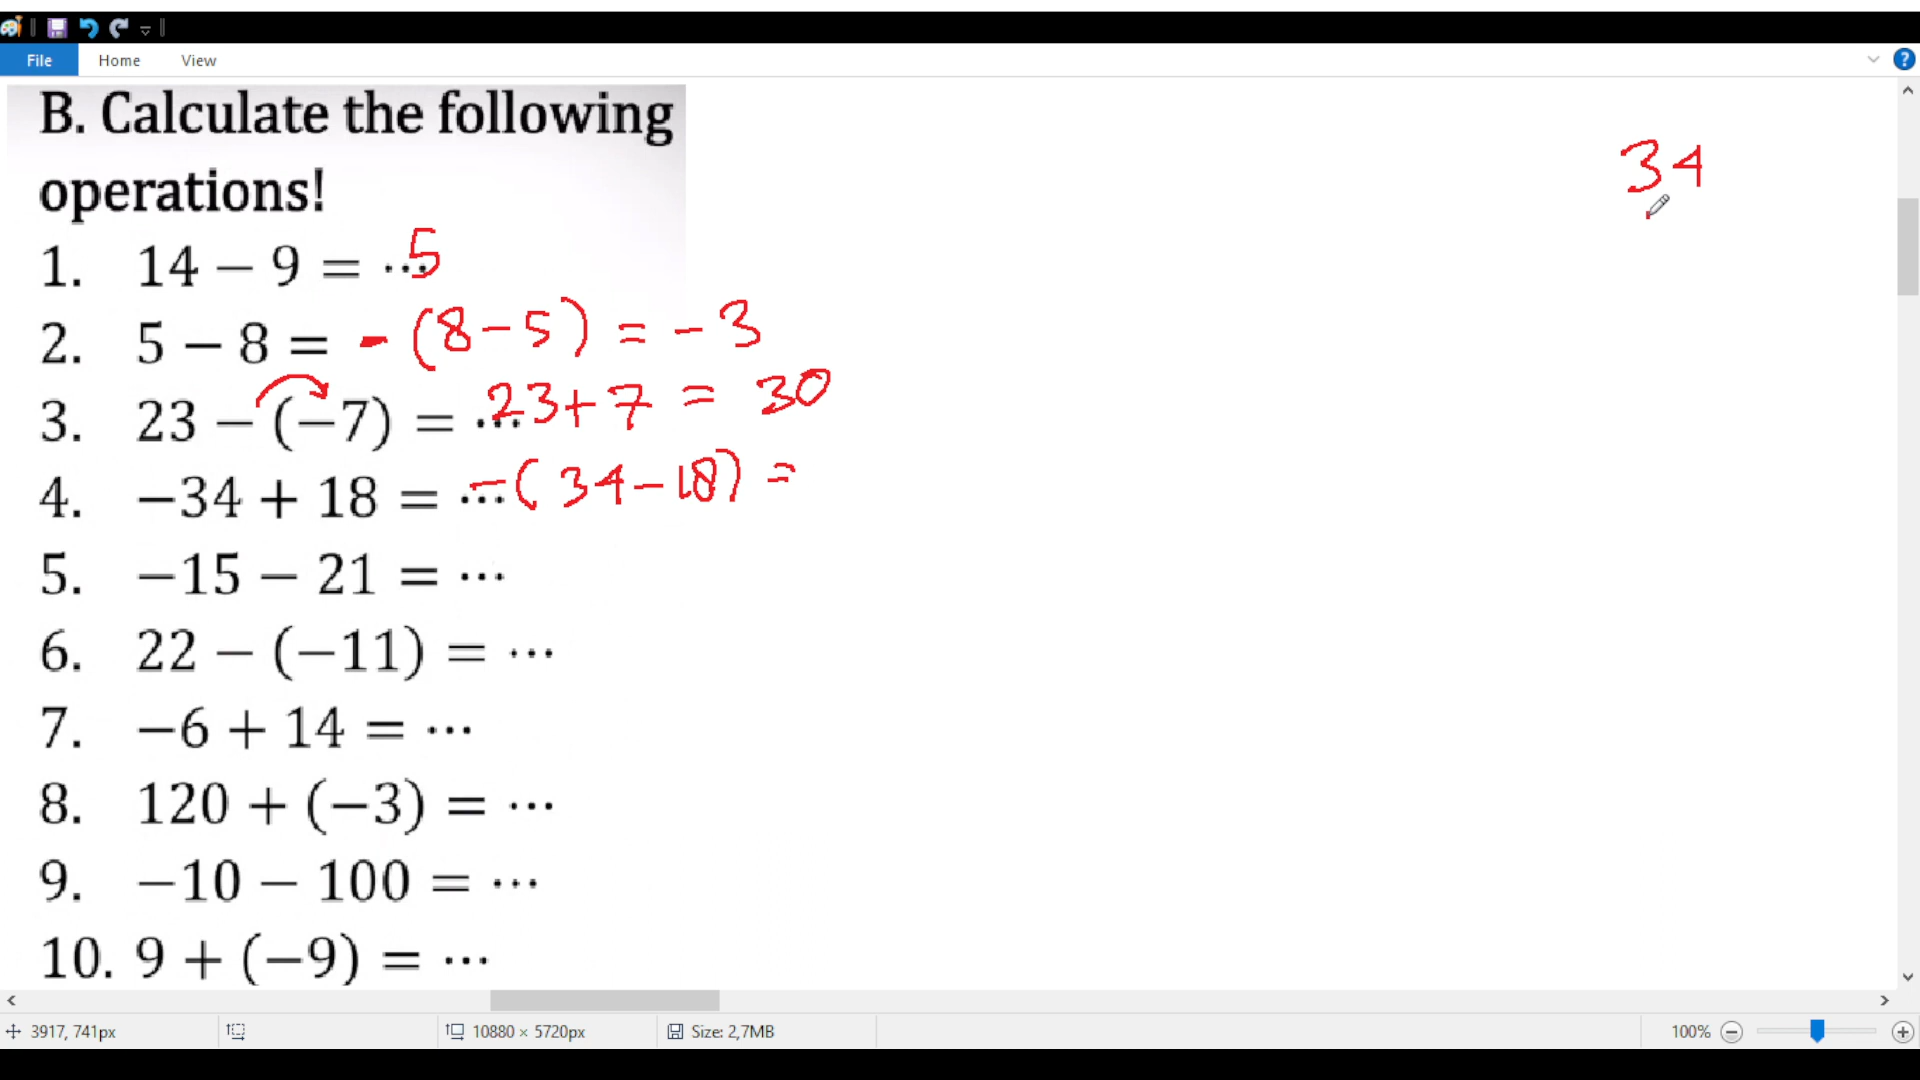 File Home View
B. Calculate the following
operations!
34
1. 14 − 9 = ... 5
2. 5 − 8 = - (8 - 5) = - 3
3. 23 − (−7) = ... 23 + 7 = 30
4. −34 + 18 = ... - (34 - 18) =
5. −15 − 21 = ...
6. 22 − (−11) = ...
7. −6 + 14 = ...
8. 120 + (−3) = ...
9. −10 − 100 = ...
10. 9 + (−9) = ...
3917, 741px 10880 × 5720px Size: 2,7MB 100%